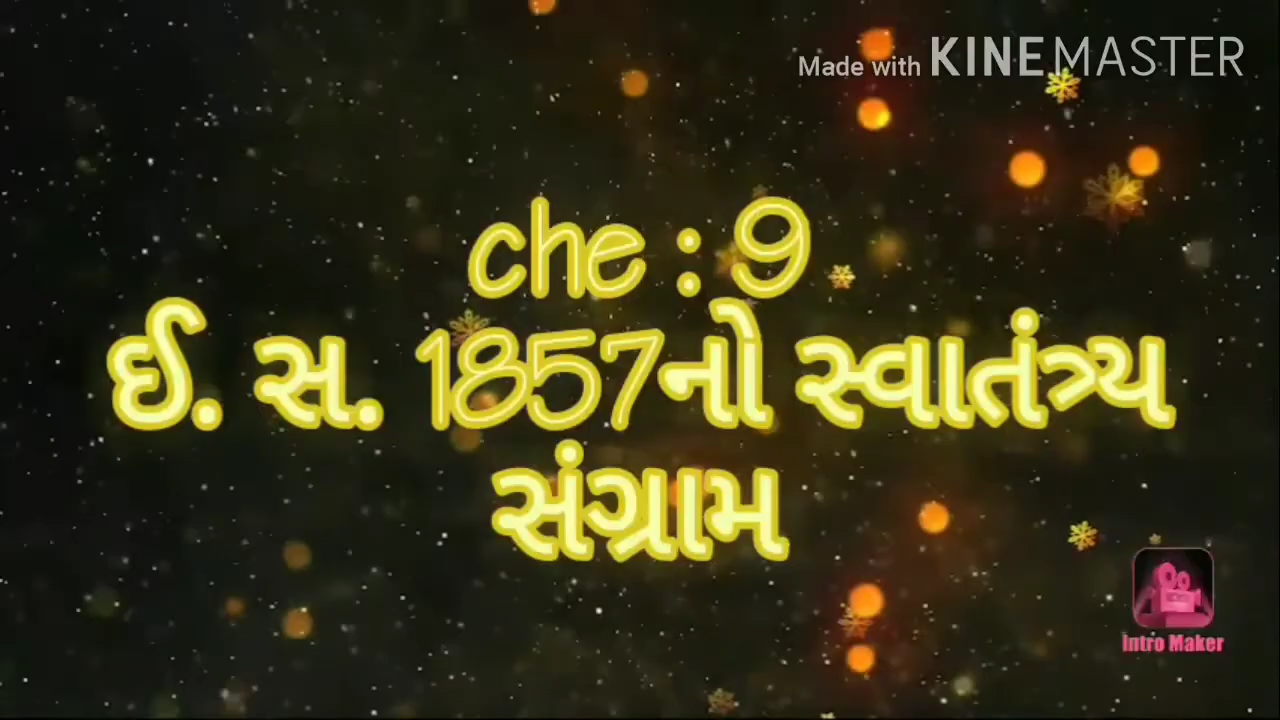 Made with KINEMASTER
che : 9
ઈ. સ. 1857નો સ્વાતંત્ર્ય
સંગ્રામ
Intro Maker